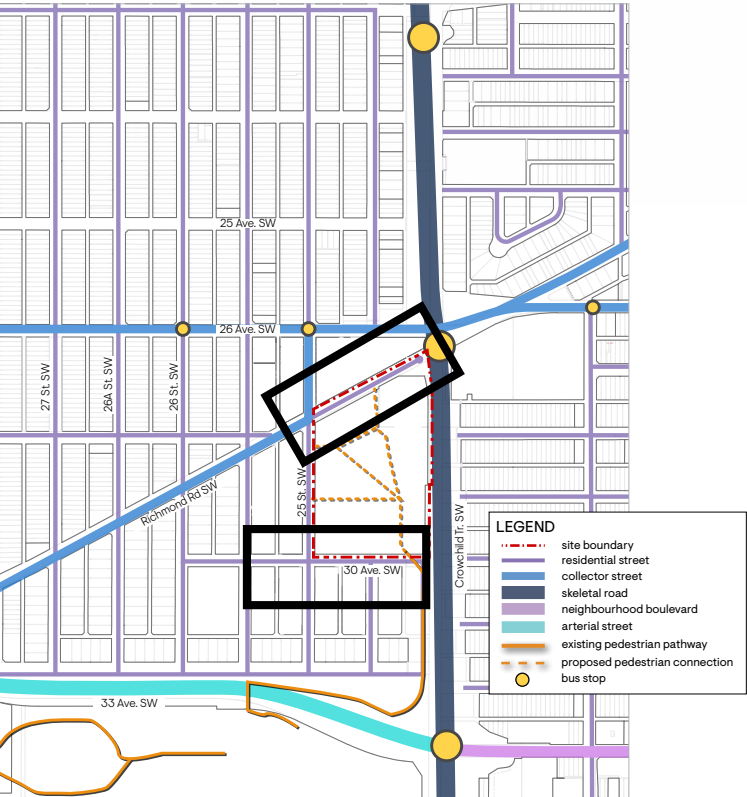 25 Ave. SW
26 Ave. SW
27 St. SW
26A St. SW
26 St. SW
25 St. SW
Richmond Rd SW
Crowchild Tr. SW
30 Ave. SW
33 Ave. SW
LEGEND
site boundary
residential street
collector street
skeletal road
neighbourhood boulevard
arterial street
existing pedestrian pathway
proposed pedestrian connection
bus stop